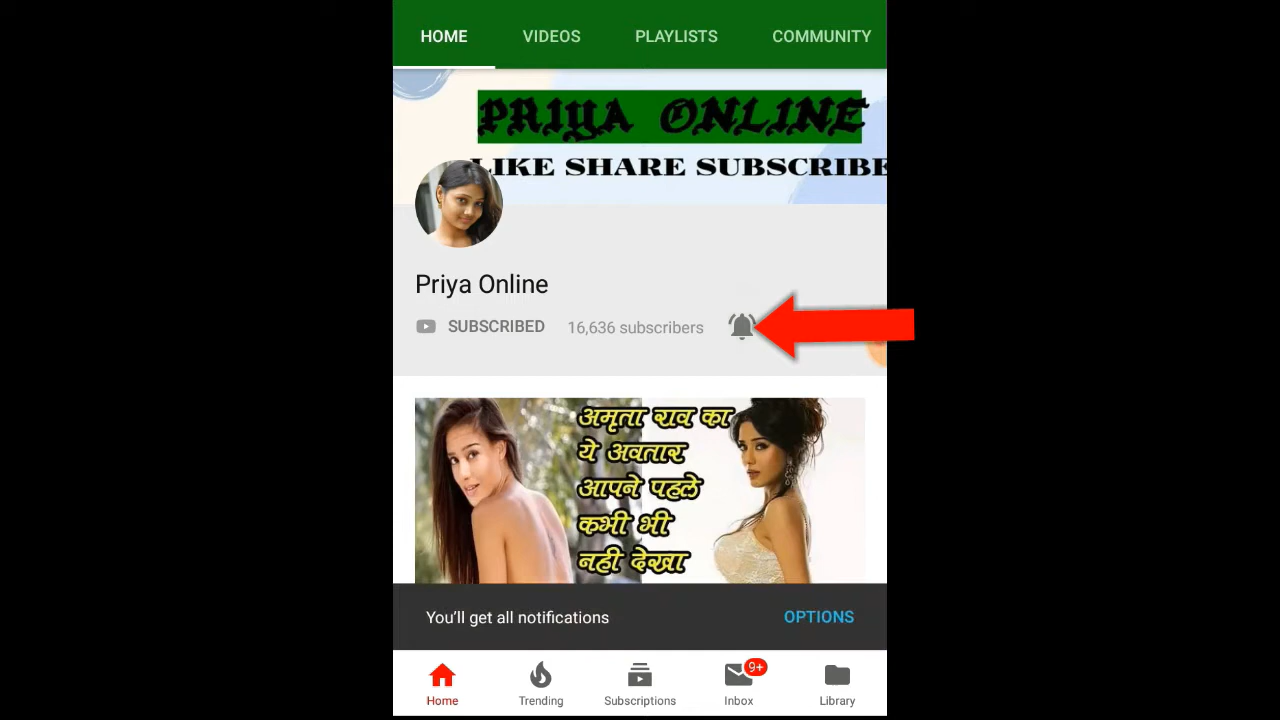 HOME VIDEOS PLAYLISTS COMMUNITY
PRIYA ONLINE
LIKE SHARE SUBSCRIBE
Priya Online
SUBSCRIBED 16,636 subscribers
अमृता राव का
ये अवतार
आपने पहले
कभी भी
नही देखा
You'll get all notifications OPTIONS
9+
Home Trending Subscriptions Inbox Library